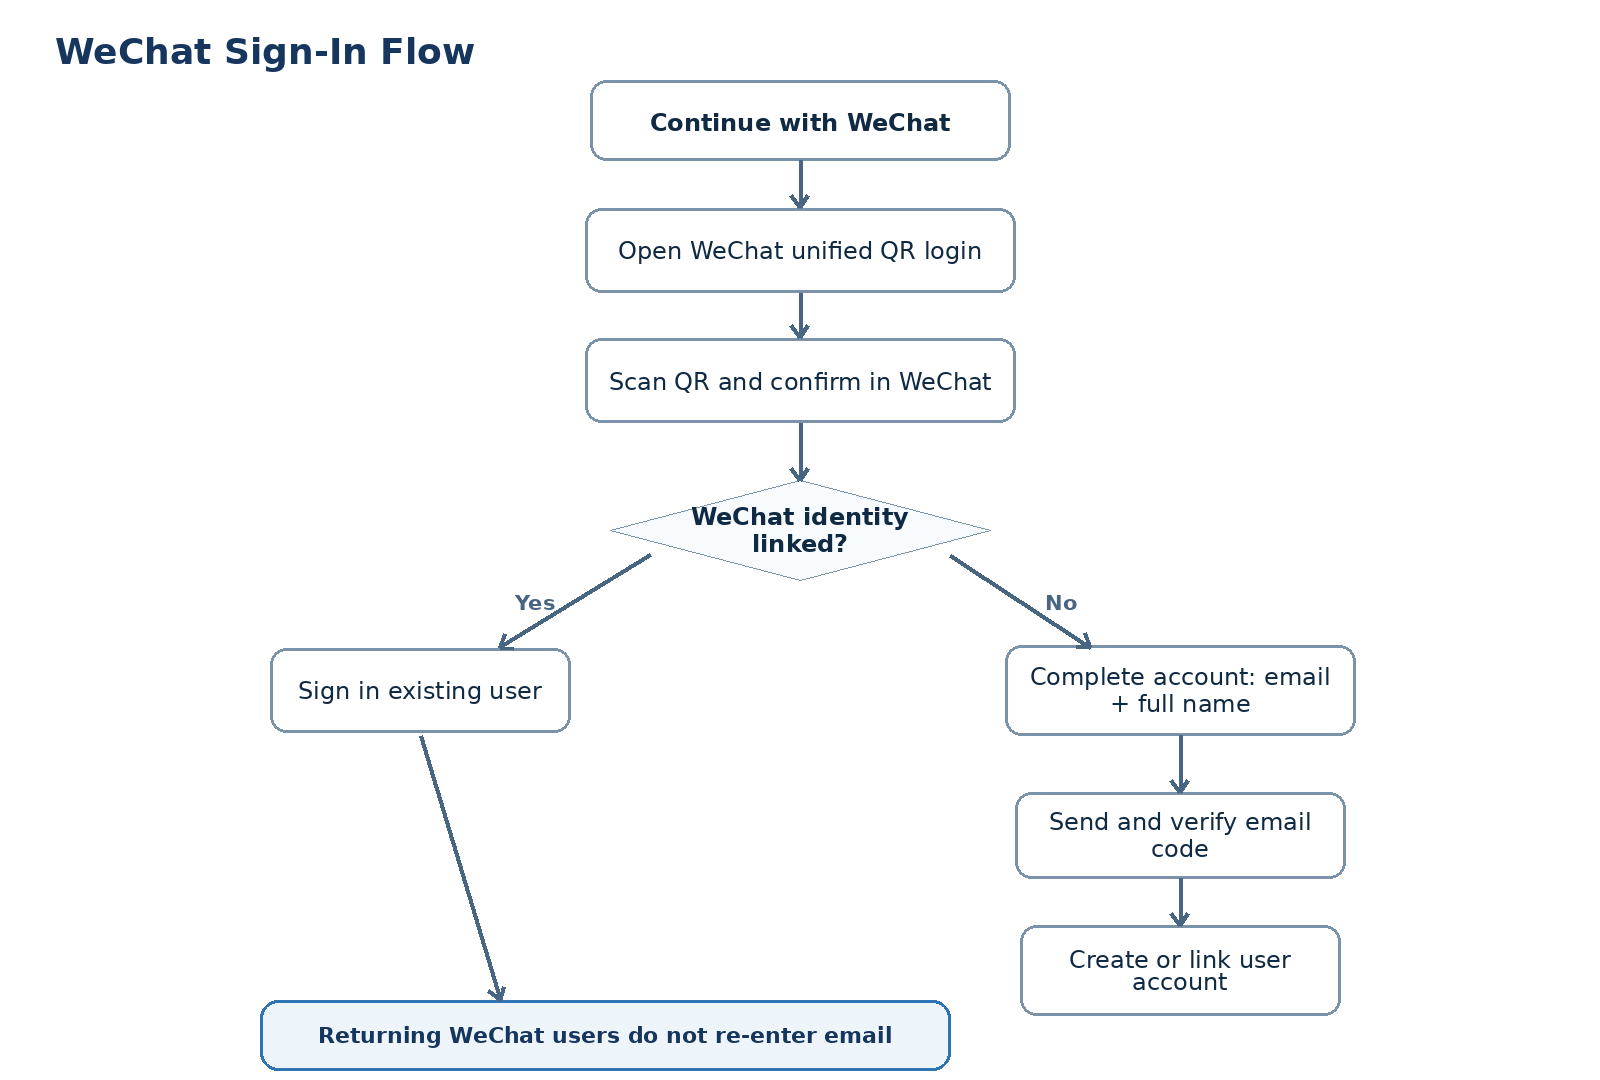 WeChat Sign-In Flow
Continue with WeChat
Open WeChat unified QR login
Scan QR and confirm in WeChat
WeChat identity
linked?
Yes
No
Sign in existing user
Complete account: email
+ full name
Send and verify email
code
Create or link user
account
Returning WeChat users do not re-enter email